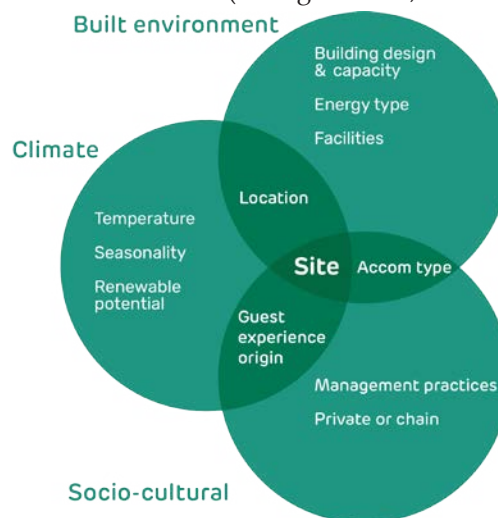 Built environment
Building design
& capacity
Energy type
Facilities
Climate
Location
Temperature
Seasonality
Renewable
potential
Site
Accom type
Guest
experience
origin
Management practices
Private or chain
Socio-cultural